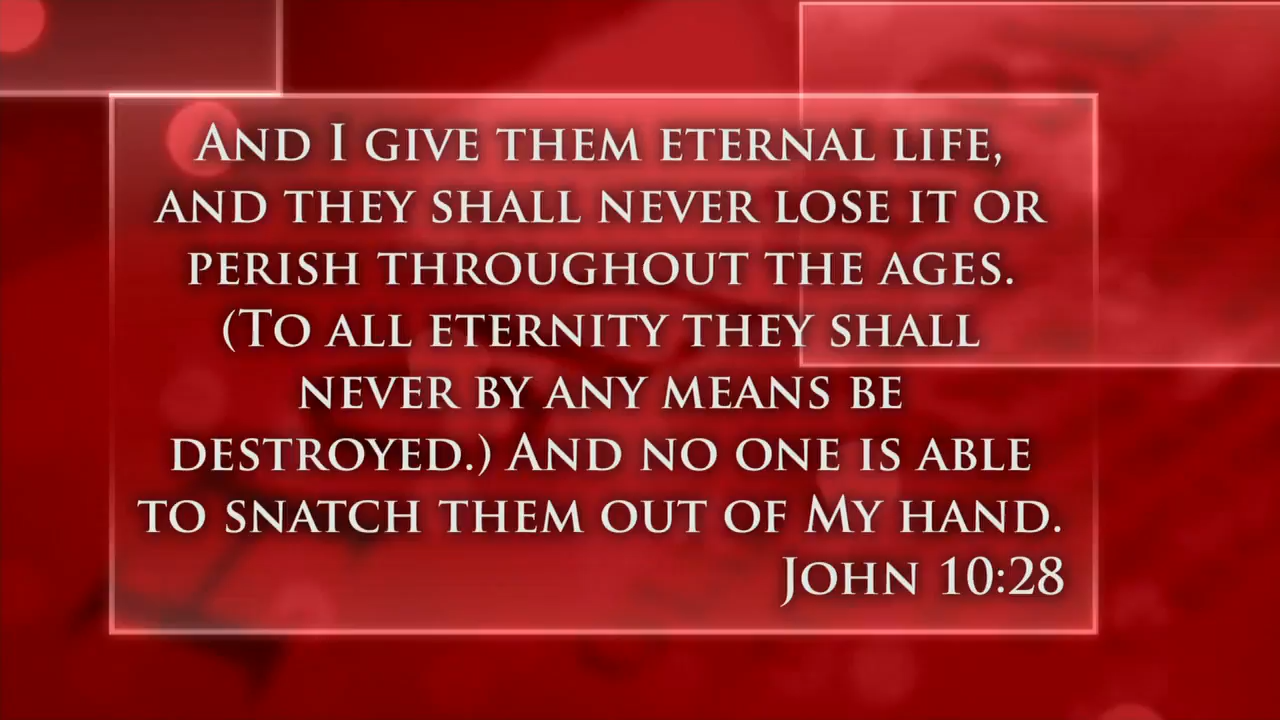 And I give them eternal life,
and they shall never lose it or
perish throughout the ages.
(To all eternity they shall
never by any means be
destroyed.) And no one is able
to snatch them out of My hand.
John 10:28